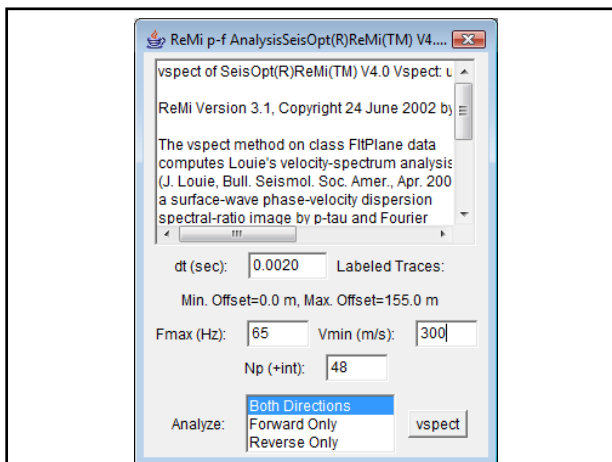 ReMi p-f AnalysisSeisOpt(R)ReMi(TM) V4....
vspect of SeisOpt(R)ReMi(TM) V4.0 Vspect: u
ReMi Version 3.1, Copyright 24 June 2002 by
The vspect method on class FltPlane data
computes Louie's velocity-spectrum analysis
(J. Louie, Bull. Seismol. Soc. Amer., Apr. 200
a surface-wave phase-velocity dispersion
spectral-ratio image by p-tau and Fourier
dt (sec): 0.0020 Labeled Traces:
Min. Offset=0.0 m, Max. Offset=155.0 m
Fmax (Hz): 65 Vmin (m/s): 300
Np (+int): 48
Both Directions
Analyze: Forward Only vspect
Reverse Only